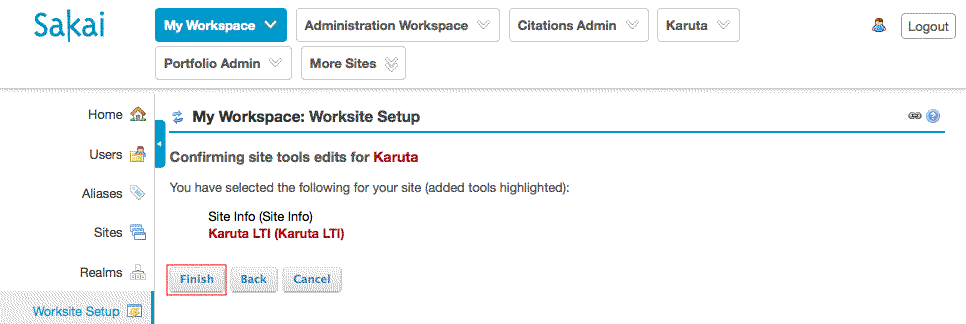 Sakai
My Workspace
Administration Workspace
Citations Admin
Karuta
Logout
Portfolio Admin
More Sites
Home
Users
Aliases
Sites
Realms
Worksite Setup
My Workspace: Worksite Setup
Confirming site tools edits for Karuta
You have selected the following for your site (added tools highlighted):
Site Info (Site Info)
Karuta LTI (Karuta LTI)
Finish
Back
Cancel